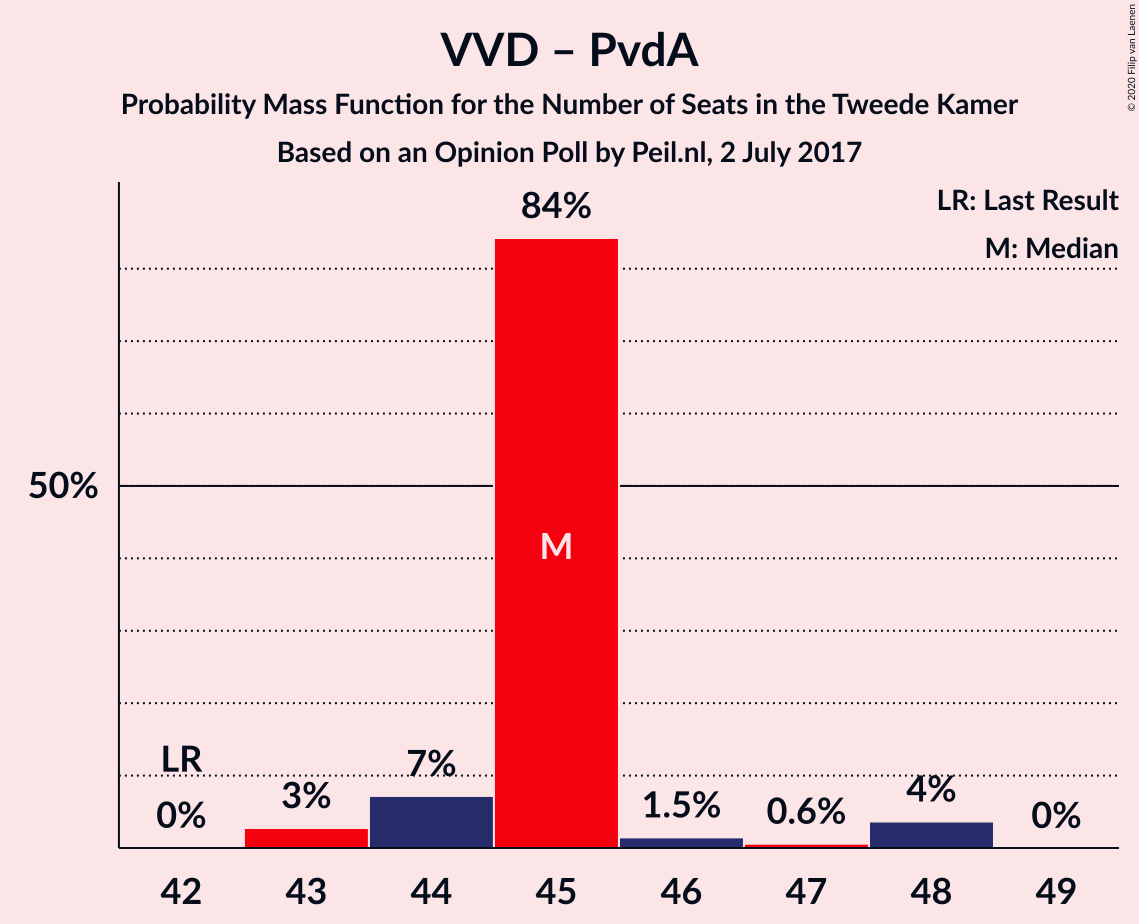 VVD – PvdA
Probability Mass Function for the Number of Seats in the Tweede Kamer
Based on an Opinion Poll by Peil.nl, 2 July 2017
© 2020 Filip van Laenen
LR: Last Result
M: Median
84%
50%
M
LR
0%
3%
7%
1.5%
0.6%
4%
0%
42 43 44 45 46 47 48 49